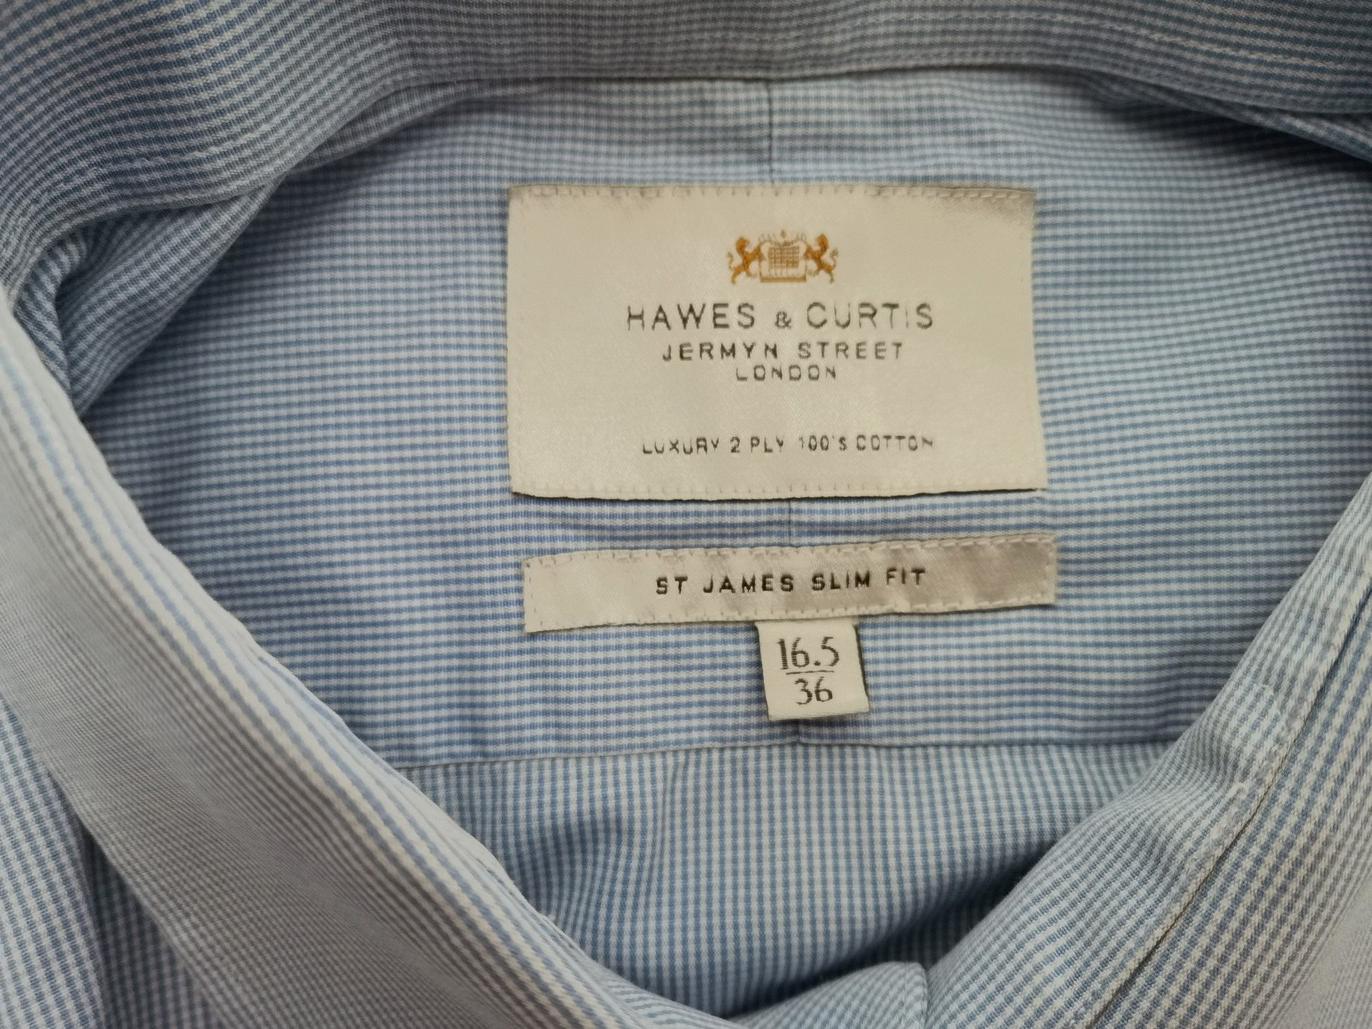 HAWES & CURTIS
JERMYN STREET
LONDON
LUXURY 2 PLY 100'S COTTON
ST JAMES SLIM FIT
16.5
36